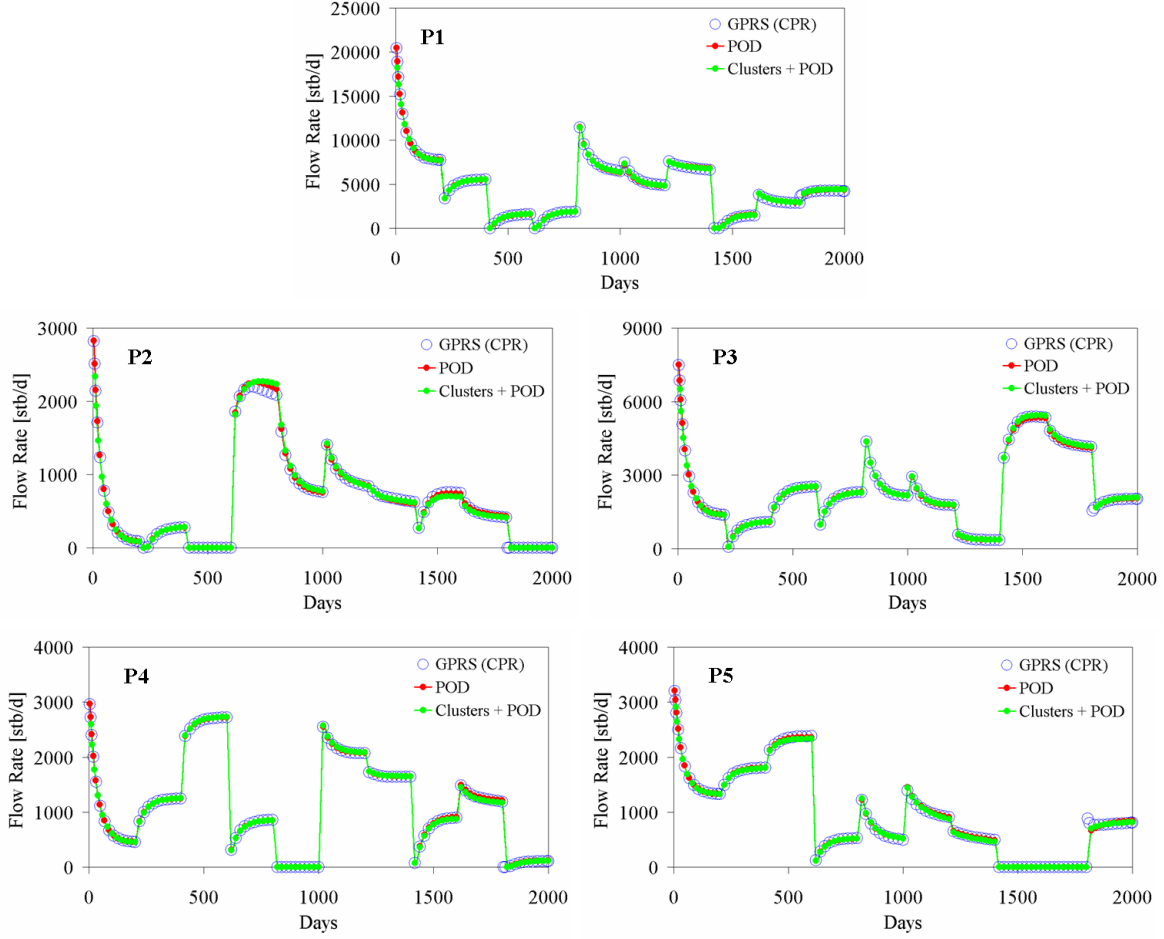 25000
20000
15000
10000
5000
0
Flow Rate [stb/d]
P1
GPRS (CPR)
POD
Clusters + POD
0 500 1000 1500 2000
Days
3000
2000
1000
0
Flow Rate [stb/d]
P2
GPRS (CPR)
POD
Clusters + POD
0 500 1000 1500 2000
Days
9000
6000
3000
0
Flow Rate [stb/d]
P3
GPRS (CPR)
POD
Clusters + POD
0 500 1000 1500 2000
Days
4000
3000
2000
1000
0
Flow Rate [stb/d]
P4
GPRS (CPR)
POD
Clusters + POD
0 500 1000 1500 2000
Days
4000
3000
2000
1000
0
Flow Rate [stb/d]
P5
GPRS (CPR)
POD
Clusters + POD
0 500 1000 1500 2000
Days